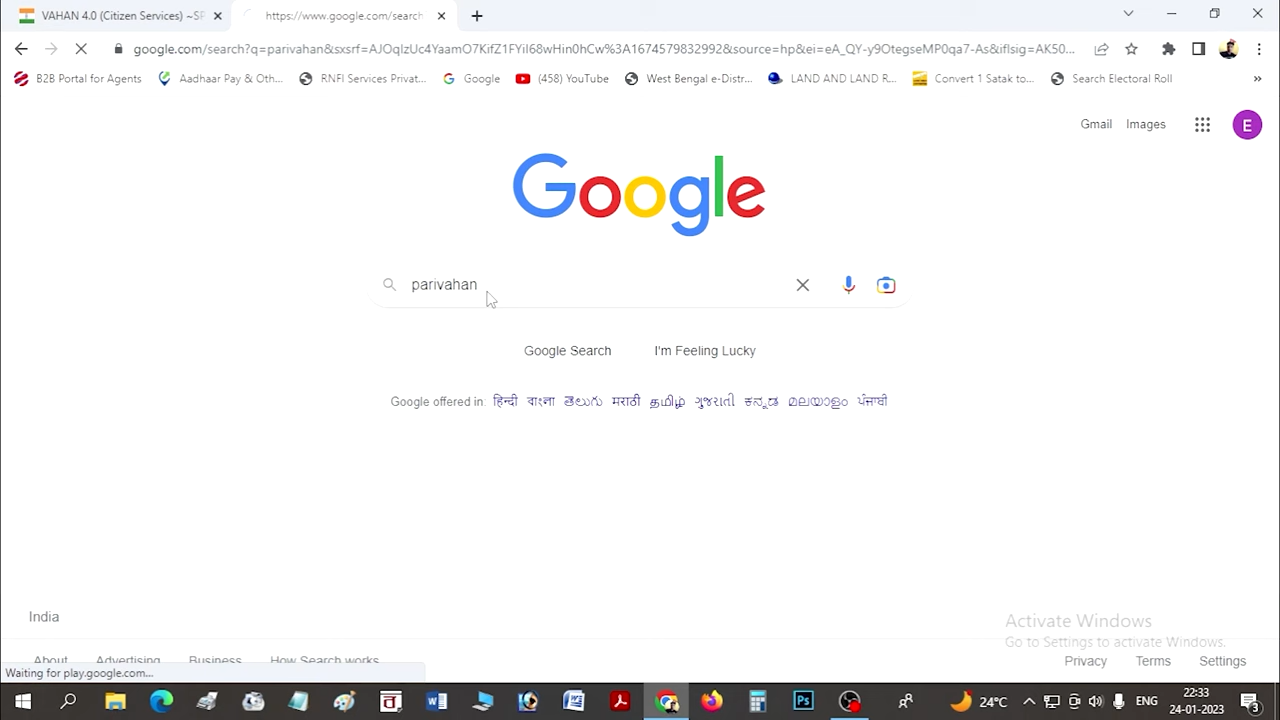 VAHAN 4.0 (Citizen Services) ~SP
https://www.google.com/search
google.com/search?q=parivahan&sxsrf=AJOqlzUc4YaamO7KifZ1FYil68wHin0hCw%3A1674579832992&source=hp&ei=eA_QY-y9OtegseMP0qa7-As&iflsig=AK50...
B2B Portal for Agents
Aadhaar Pay & Oth...
RNFI Services Privat...
Google
(458) YouTube
West Bengal e-Distr...
LAND AND LAND R...
Convert 1 Satak to...
Search Electoral Roll
»
Gmail
Images
E
Google
parivahan
Google Search
I'm Feeling Lucky
Google offered in: हिन्दी বাংলা తెలుగు मराठी தமிழ் ગુજરાતી ಕನ್ನಡ മലയാളം ਪੰਜਾਬੀ
India
Activate Windows
Go to Settings to activate Windows.
About
Advertising
Business
How Search works
Privacy
Terms
Settings
Waiting for play.google.com...
24°C
ENG
22:33
24-01-2023
3